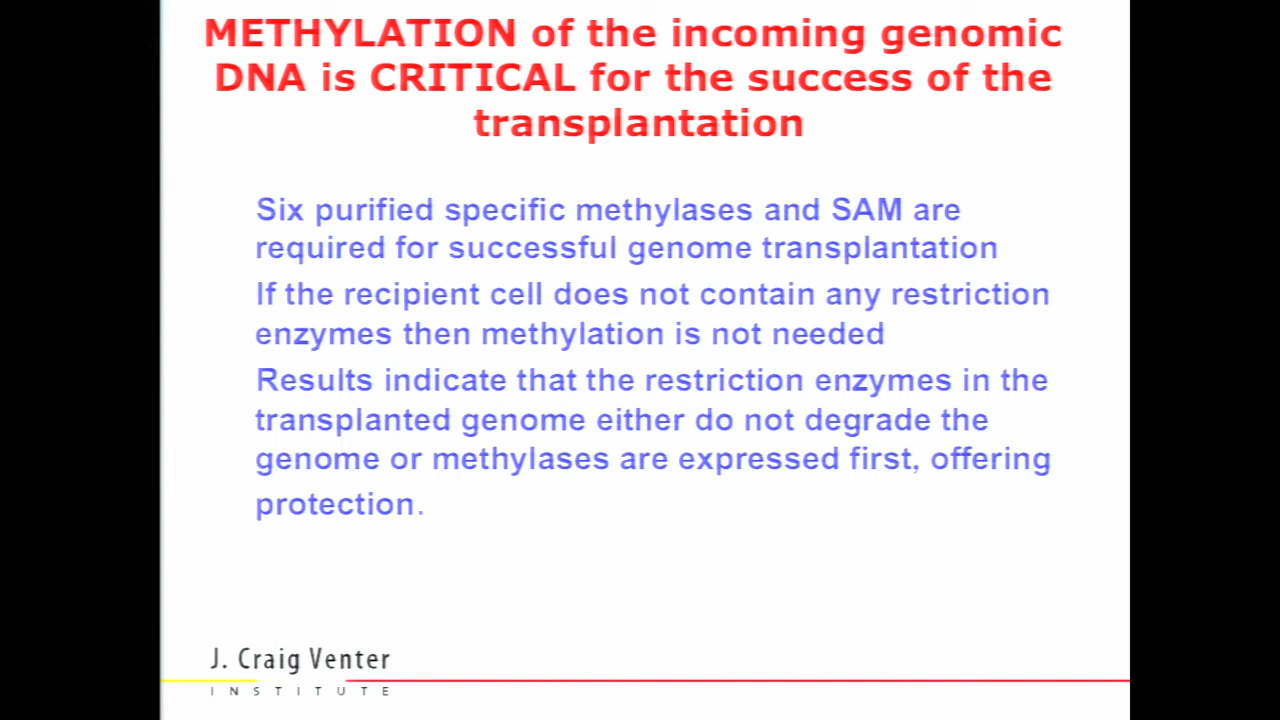 METHYLATION of the incoming genomic
DNA is CRITICAL for the success of the
transplantation
Six purified specific methylases and SAM are
required for successful genome transplantation
If the recipient cell does not contain any restriction
enzymes then methylation is not needed
Results indicate that the restriction enzymes in the
transplanted genome either do not degrade the
genome or methylases are expressed first, offering
protection.
J. Craig Venter
INSTITUTE